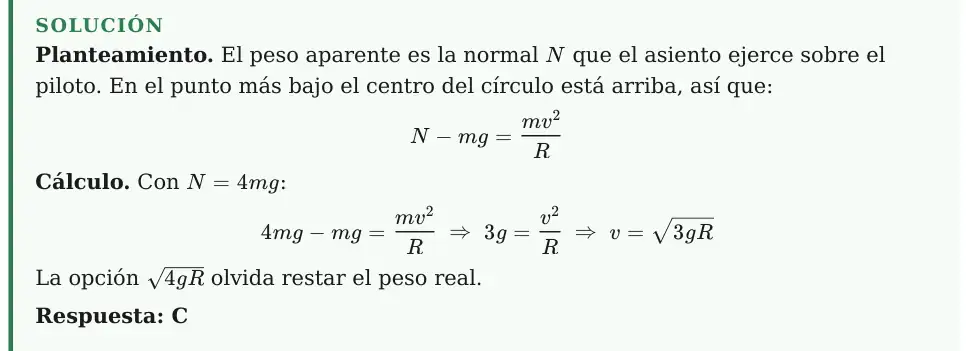 SOLUCIÓN
Planteamiento. El peso aparente es la normal N que el asiento ejerce sobre el
piloto. En el punto más bajo el centro del círculo está arriba, así que:
N − mg = mv²/R
Cálculo. Con N = 4mg:
4mg − mg = mv²/R ⇒ 3g = v²/R ⇒ v = √3gR
La opción √4gR olvida restar el peso real.
Respuesta: C